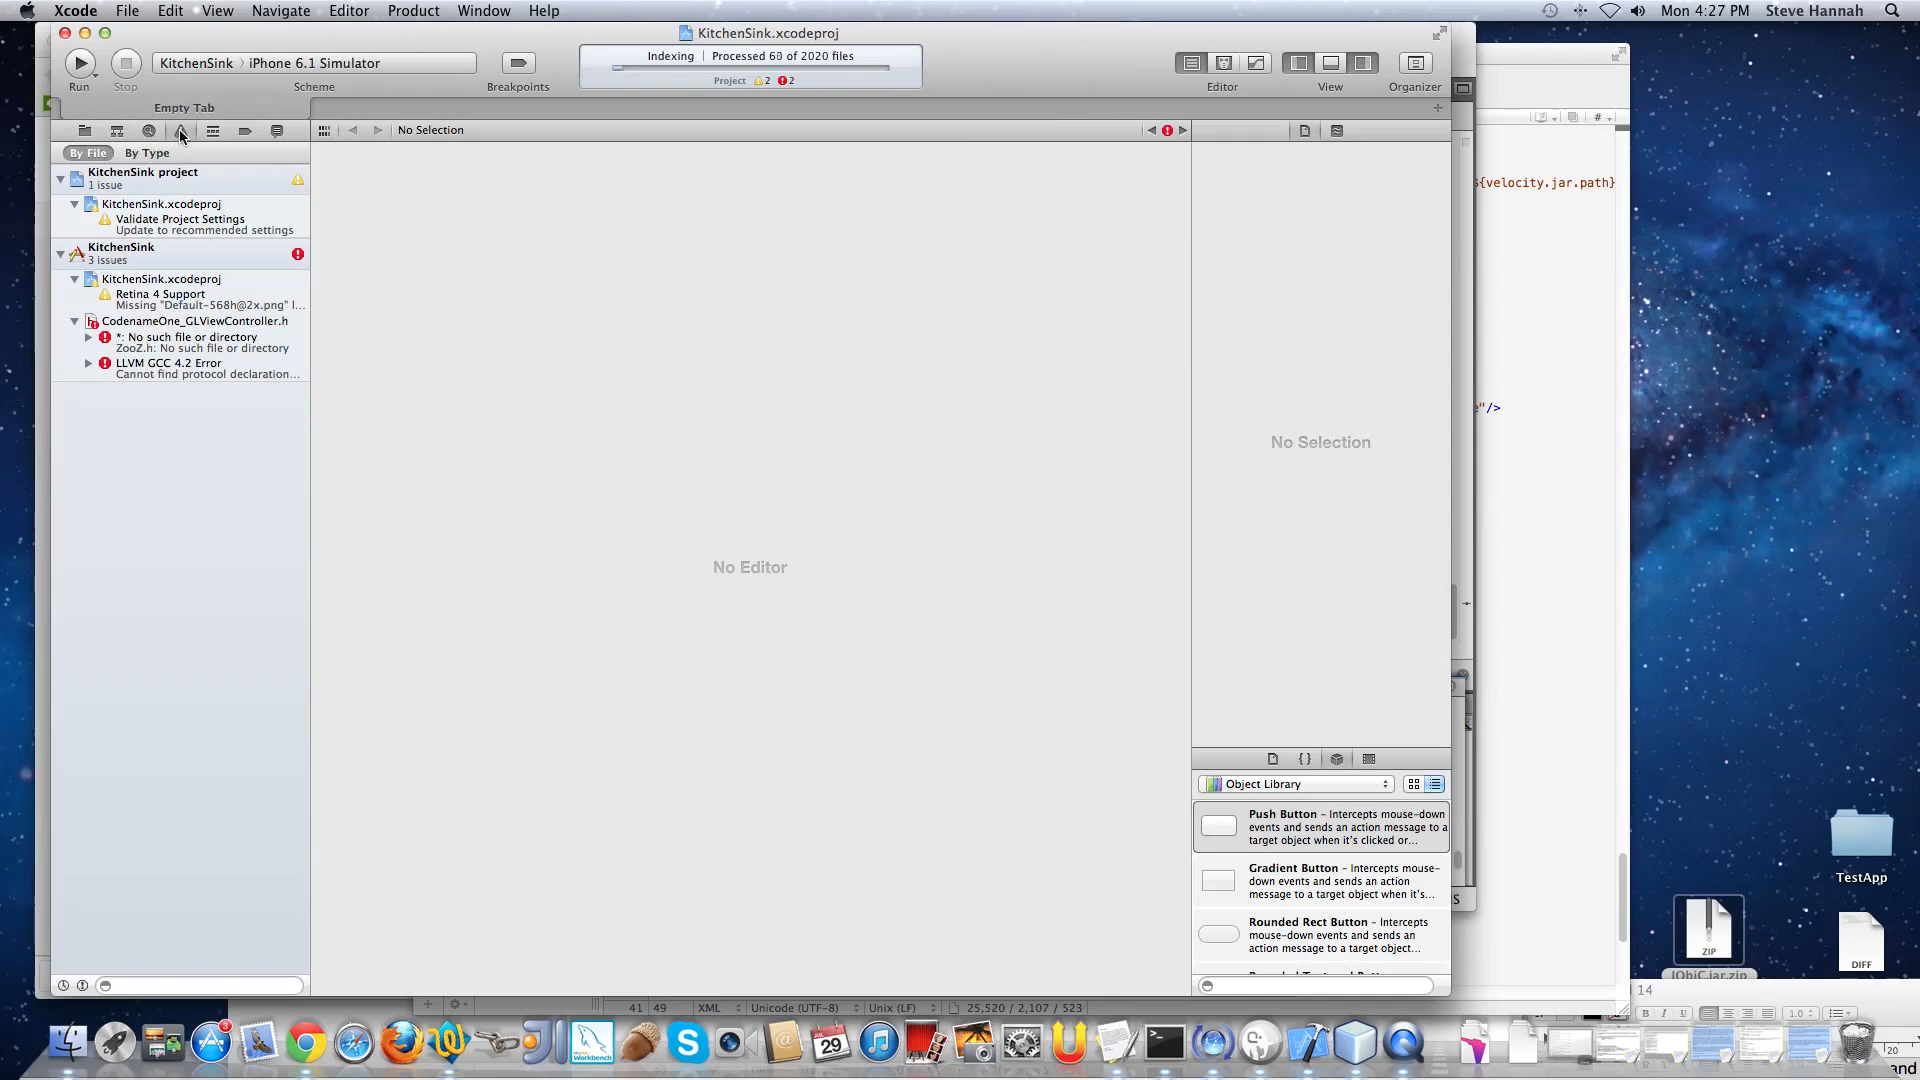 Xcode File Edit View Navigate Editor Product Window Help Mon 4:27 PM Steve Hannah
KitchenSink.xcodeproj
KitchenSink iPhone 6.1 Simulator
Indexing Processed 60 of 2020 files
Project 2 2
Run Stop Scheme Breakpoints Editor View Organizer
Empty Tab
No Selection
By File By Type
KitchenSink project
1 issue
KitchenSink.xcodeproj
Validate Project Settings
Update to recommended settings
KitchenSink
3 issues
KitchenSink.xcodeproj
Retina 4 Support
Missing "Default-568h@2x.png" l...
CodenameOne_GLViewController.h
*: No such file or directory
ZooZ.h: No such file or directory
LLVM GCC 4.2 Error
Cannot find protocol declaration...
No Editor
No Selection
{velocity.jar.path}
"/>
Object Library
Push Button - Intercepts mouse-down
events and sends an action message to a
target object when it's clicked or...
Gradient Button - Intercepts mouse-
down events and sends an action
message to a target object when it's...
Rounded Rect Button - Intercepts
mouse-down events and sends an
action message to a target object...
TestApp
ZIP
DIFF
41 49 XML Unicode (UTF-8) Unix (LF) 25,520 / 2,107 / 523
14
B I U 1.0
3
29
MySQL
Workbench
20
and